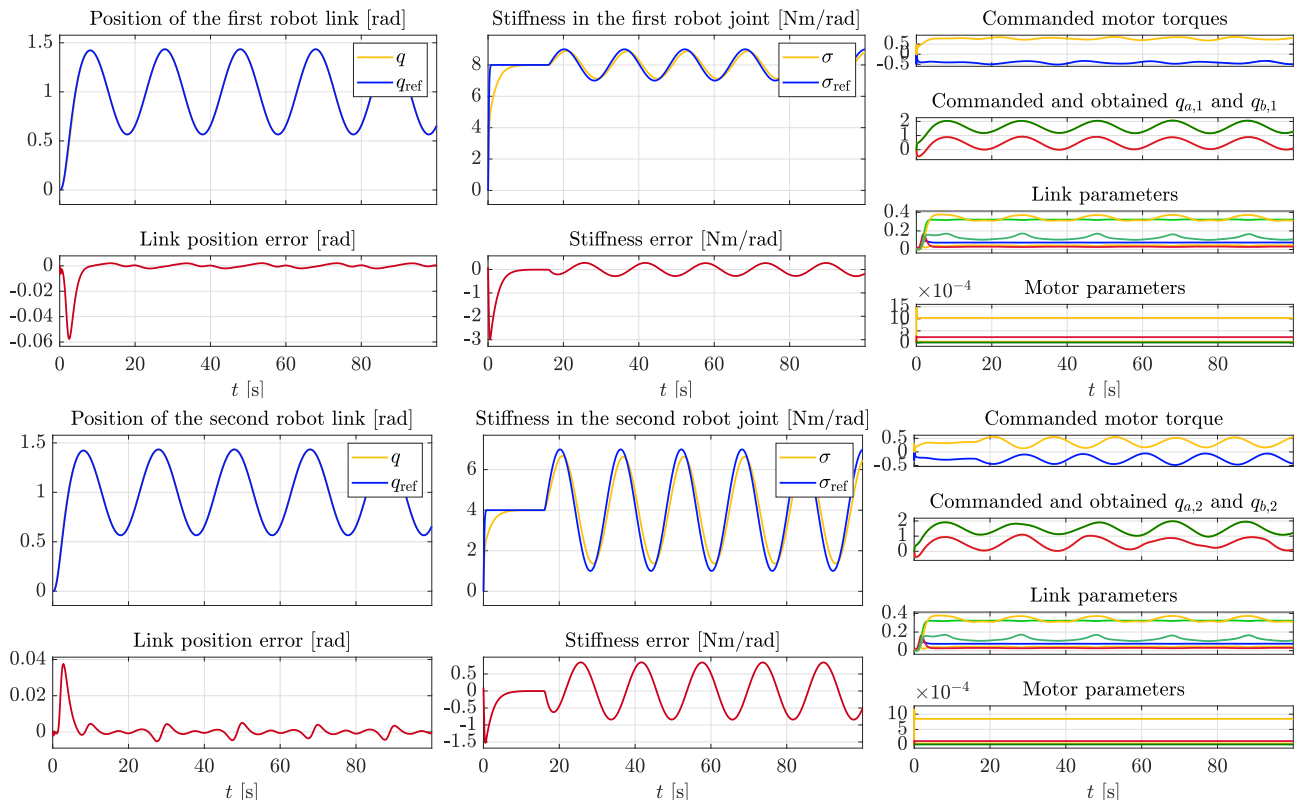 Position of the first robot link [rad]
1.5
1
0.5
0
q
q_ref
Link position error [rad]
0
-0.02
-0.04
-0.06
0 20 40 60 80
t [s]
Stiffness in the first robot joint [Nm/rad]
8
6
4
2
0
σ
σ_ref
Stiffness error [Nm/rad]
0
-1
-2
-3
0 20 40 60 80
t [s]
Commanded motor torques
0.5
-0.5
Commanded and obtained q_a,1 and q_b,1
2
1
0
0 20 40 60 80
Link parameters
0.4
0.2
0
×10⁻⁴
Motor parameters
15
10
5
0
0 20 40 60 80
t [s]
Position of the second robot link [rad]
1.5
1
0.5
0
q
q_ref
Link position error [rad]
0.04
0.02
0
0 20 40 60 80
t [s]
Stiffness in the second robot joint [Nm/rad]
6
4
2
0
σ
σ_ref
Stiffness error [Nm/rad]
0.5
0
-0.5
-1
-1.5
0 20 40 60 80
t [s]
Commanded motor torque
0.5
-0.5
Commanded and obtained q_a,2 and q_b,2
2
1
0
0 20 40 60 80
Link parameters
0.4
0.2
0
×10⁻⁴
Motor parameters
10
5
0
0 20 40 60 80
t [s]